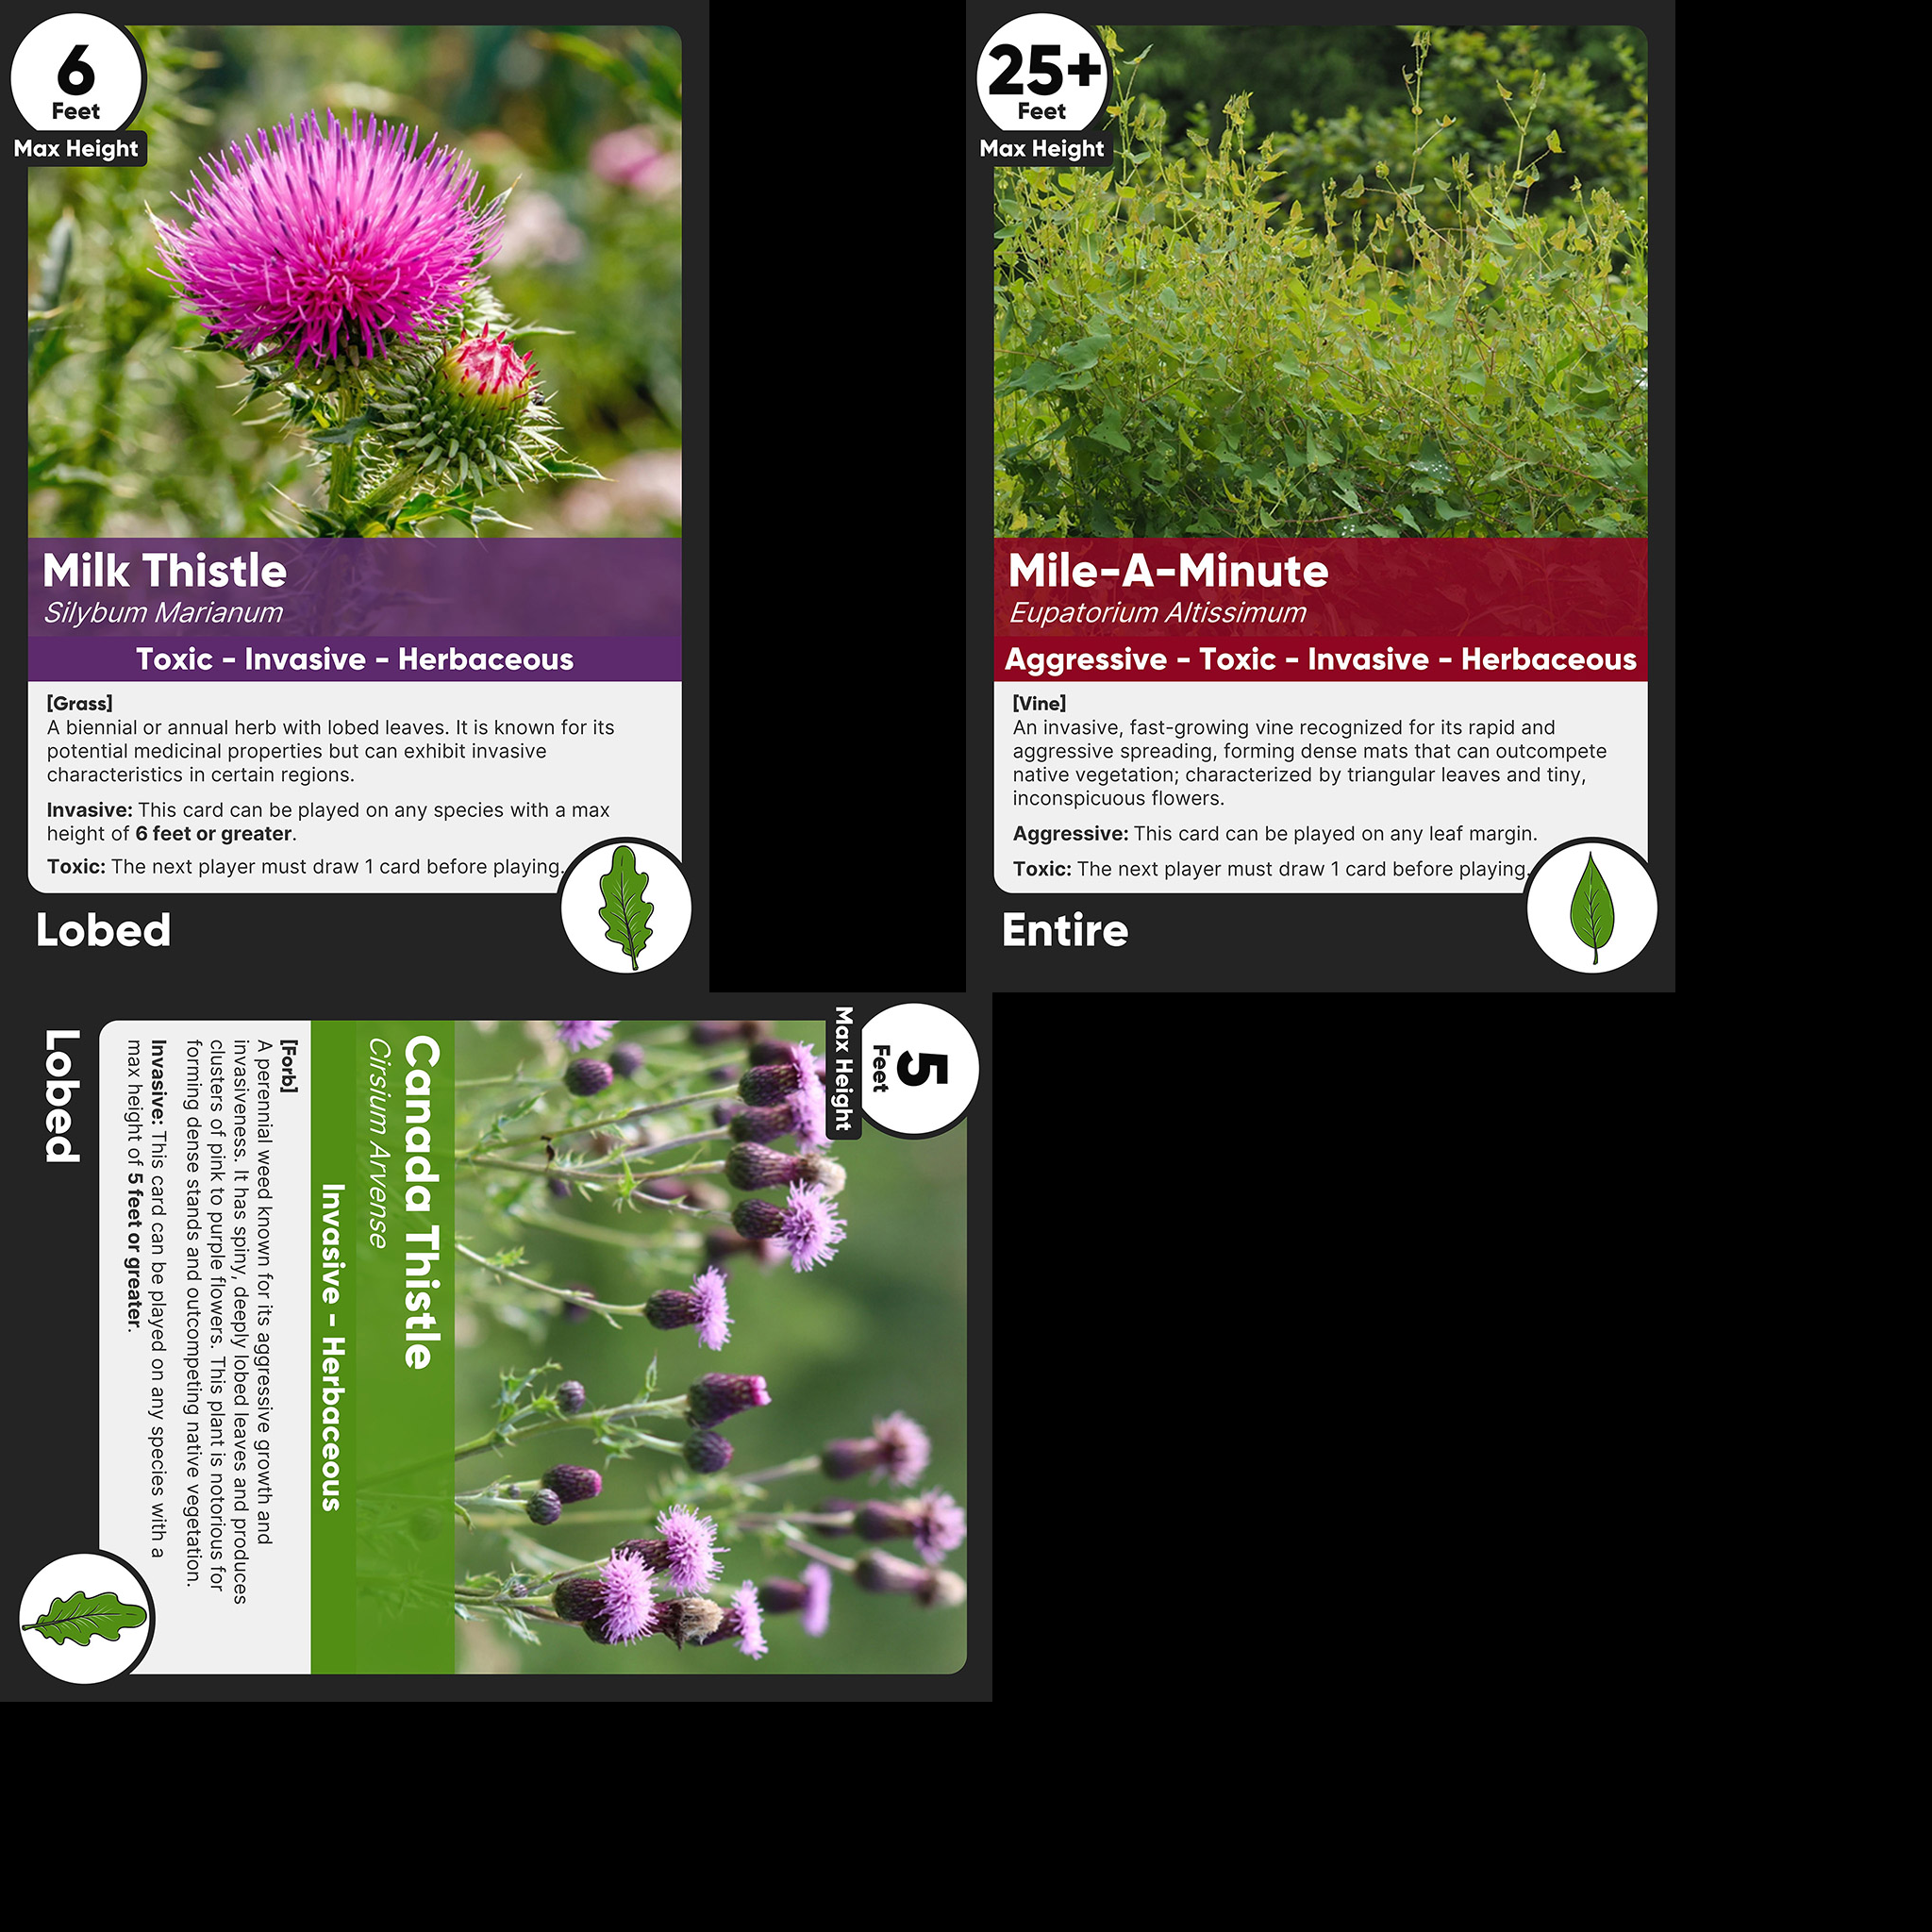 6
Feet
Max Height
Milk Thistle
Silybum Marianum
Toxic - Invasive - Herbaceous
[Grass]
A biennial or annual herb with lobed leaves. It is known for its
potential medicinal properties but can exhibit invasive
characteristics in certain regions.
Invasive: This card can be played on any species with a max
height of 6 feet or greater.
Toxic: The next player must draw 1 card before playing.
Lobed
25+
Feet
Max Height
Mile-A-Minute
Eupatorium Altissimum
Aggressive - Toxic - Invasive - Herbaceous
[Vine]
An invasive, fast-growing vine recognized for its rapid and
aggressive spreading, forming dense mats that can outcompete
native vegetation; characterized by triangular leaves and tiny,
inconspicuous flowers.
Aggressive: This card can be played on any leaf margin.
Toxic: The next player must draw 1 card before playing.
Entire
5
Feet
Max Height
Canada Thistle
Cirsium Arvense
Invasive - Herbaceous
[Forb]
A perennial weed known for its aggressive growth and
invasiveness. It has spiny, deeply lobed leaves and produces
clusters of pink to purple flowers. This plant is notorious for
forming dense stands and outcompeting native vegetation.
Invasive: This card can be played on any species with a
max height of 5 feet or greater.
Lobed